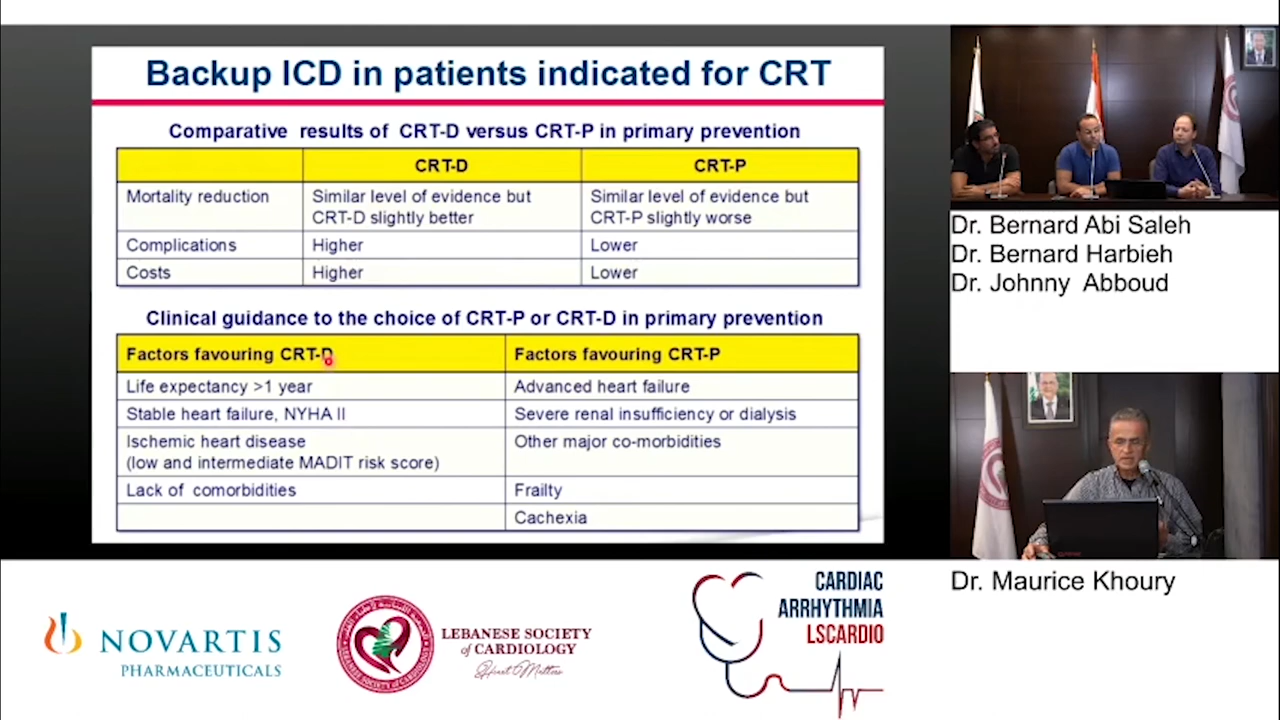 Backup ICD in patients indicated for CRT
Comparative results of CRT-D versus CRT-P in primary prevention
CRT-D CRT-P
Mortality reduction Similar level of evidence but CRT-D slightly better Similar level of evidence but CRT-P slightly worse
Complications Higher Lower
Costs Higher Lower
Clinical guidance to the choice of CRT-P or CRT-D in primary prevention
Factors favouring CRT-D Factors favouring CRT-P
Life expectancy >1 year Advanced heart failure
Stable heart failure, NYHA II Severe renal insufficiency or dialysis
Ischemic heart disease (low and intermediate MADIT risk score) Other major co-morbidities
Lack of comorbidities Frailty
Cachexia
Dr. Bernard Abi Saleh
Dr. Bernard Harbieh
Dr. Johnny Abboud
Dr. Maurice Khoury
NOVARTIS
PHARMACEUTICALS
LEBANESE SOCIETY
of CARDIOLOGY
Heart Matters
CARDIAC
ARRHYTHMIA
LSCARDIO